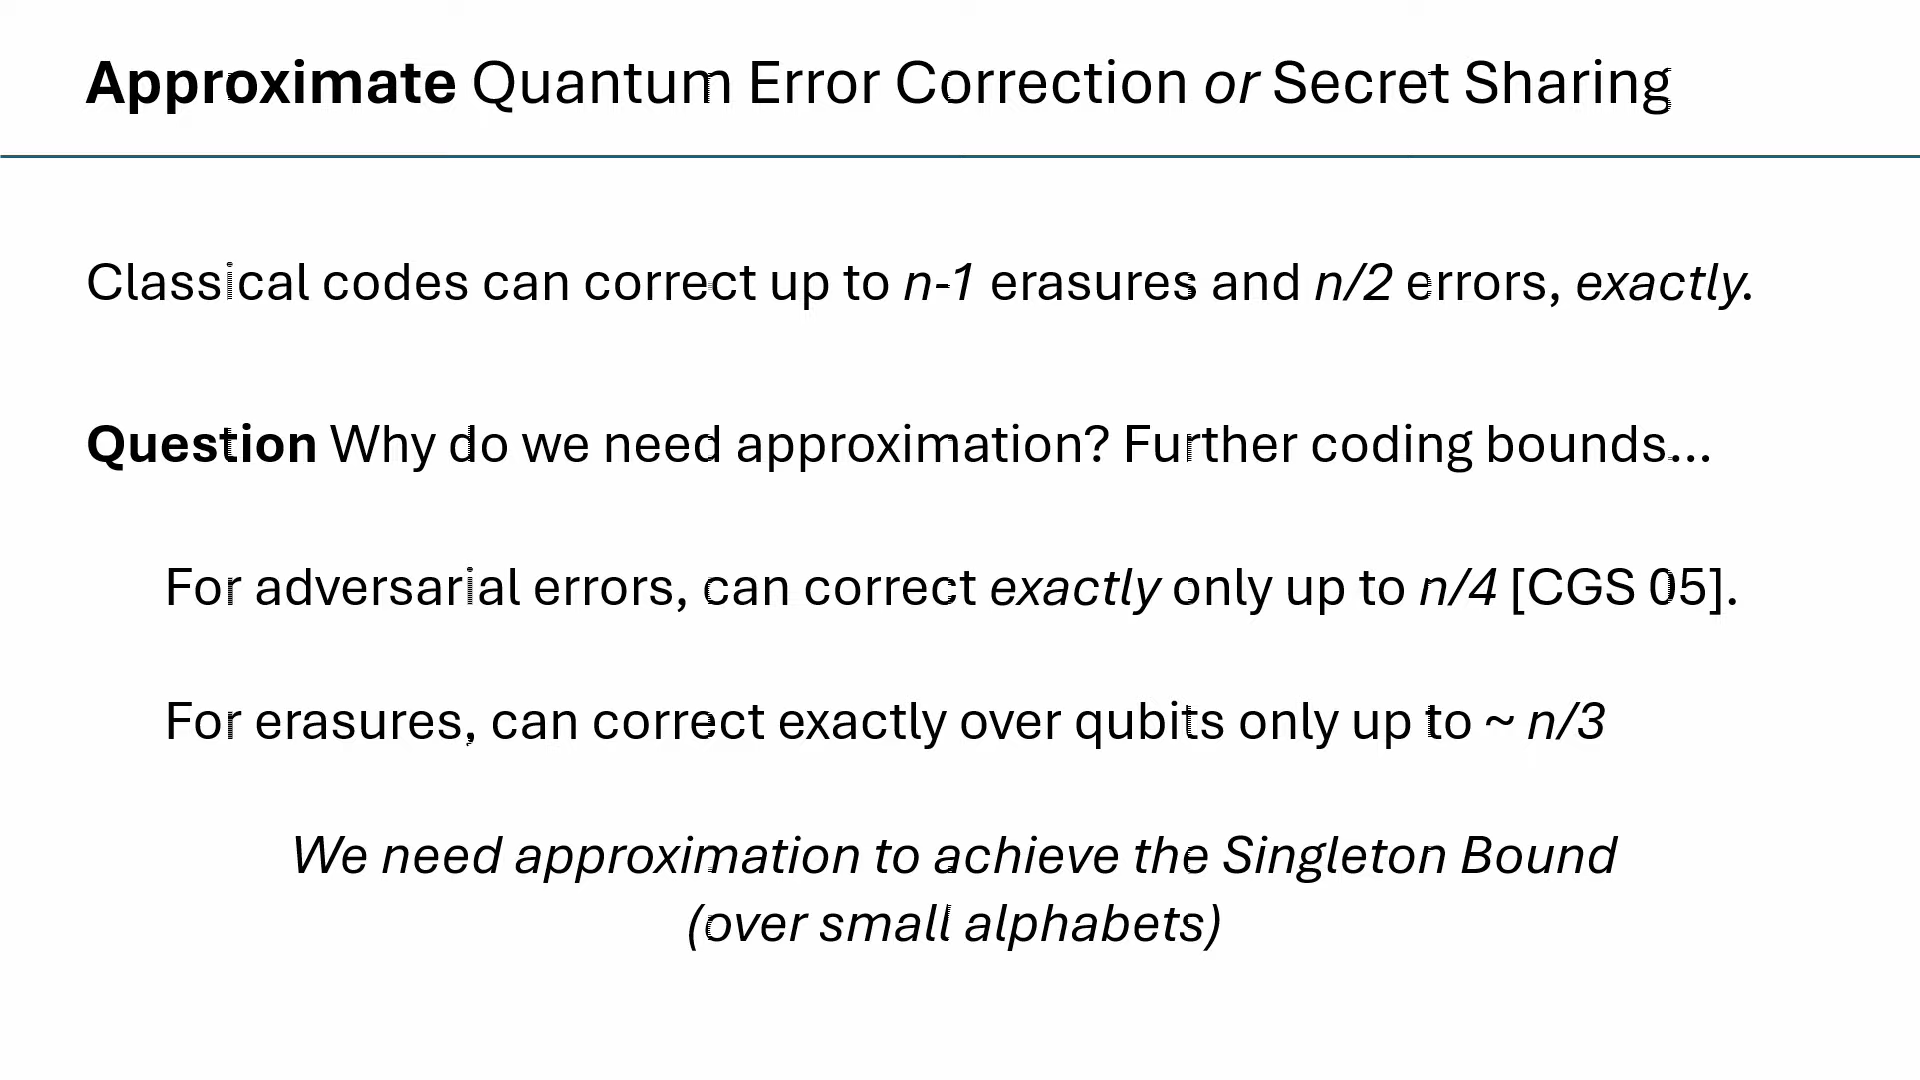 Approximate Quantum Error Correction or Secret Sharing
Classical codes can correct up to n-1 erasures and n/2 errors, exactly.
Question Why do we need approximation? Further coding bounds...
For adversarial errors, can correct exactly only up to n/4 [CGS 05].
For erasures, can correct exactly over qubits only up to ~ n/3
We need approximation to achieve the Singleton Bound
(over small alphabets)